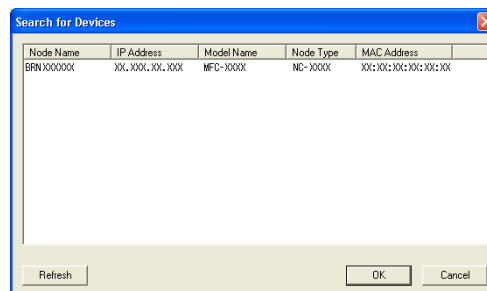 Search for Devices
Node Name IP Address Model Name Node Type MAC Address
BRNXXXXXX XX.XXX.XX.XXX MFC-XXXX NC-XXXX XX:XX:XX:XX:XX:XX
Refresh OK Cancel